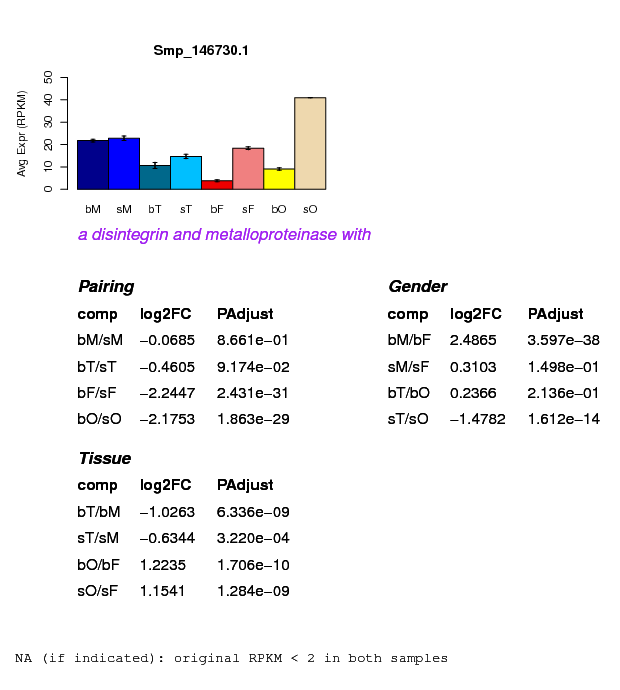 Smp_146730.1
Avg Expr (RPKM)
0 10 20 30 40 50
bM sM bT sT bF sF bO sO
a disintegrin and metalloproteinase with
Pairing
comp log2FC PAdjust
bM/sM −0.0685 8.661e−01
bT/sT −0.4605 9.174e−02
bF/sF −2.2447 2.431e−31
bO/sO −2.1753 1.863e−29
Gender
comp log2FC PAdjust
bM/bF 2.4865 3.597e−38
sM/sF 0.3103 1.498e−01
bT/bO 0.2366 2.136e−01
sT/sO −1.4782 1.612e−14
Tissue
comp log2FC PAdjust
bT/bM −1.0263 6.336e−09
sT/sM −0.6344 3.220e−04
bO/bF 1.2235 1.706e−10
sO/sF 1.1541 1.284e−09
NA (if indicated): original RPKM < 2 in both samples